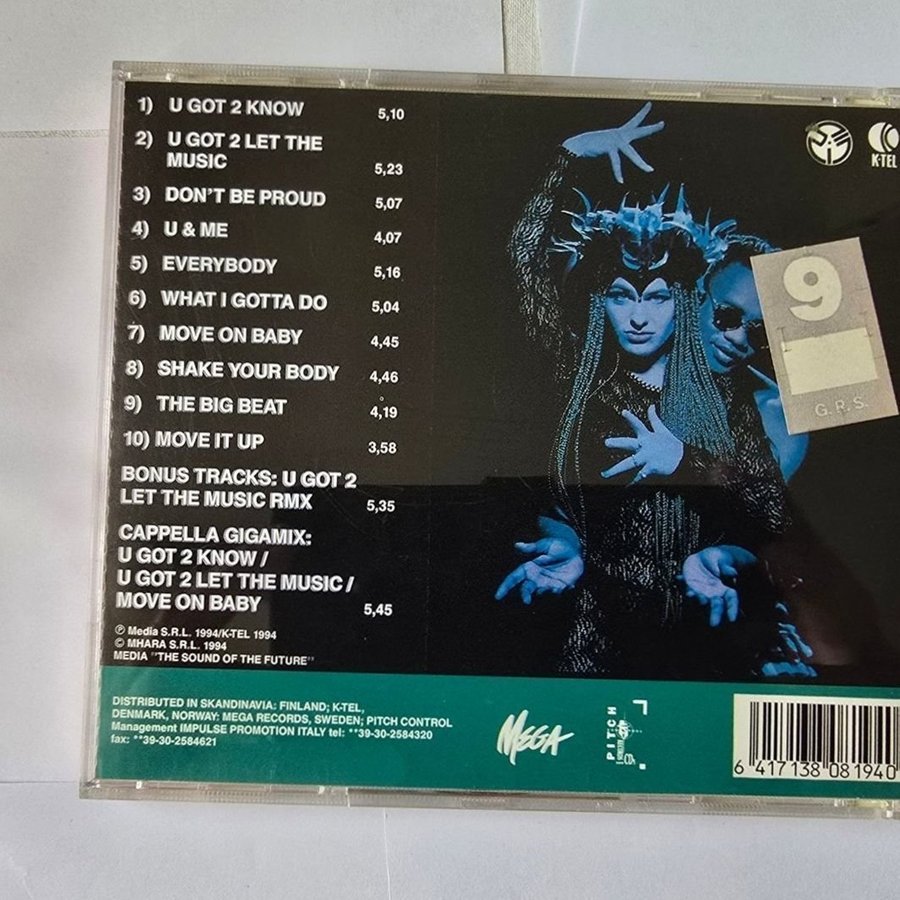 1) U GOT 2 KNOW 5,10
2) U GOT 2 LET THE
MUSIC 5,23
3) DON'T BE PROUD 5,07
4) U & ME 4,07
5) EVERYBODY 5,16
6) WHAT I GOTTA DO 5,04
7) MOVE ON BABY 4,45
8) SHAKE YOUR BODY 4,46
9) THE BIG BEAT 4,19
10) MOVE IT UP 3,58
BONUS TRACKS: U GOT 2
LET THE MUSIC RMX 5,35
CAPPELLA GIGAMIX:
U GOT 2 KNOW /
U GOT 2 LET THE MUSIC /
MOVE ON BABY 5,45
℗ Media S.R.L. 1994/K-TEL 1994
© MHARA S.R.L. 1994
MEDIA "THE SOUND OF THE FUTURE"
K
K-TEL
9
G.R.S.
DISTRIBUTED IN SKANDINAVIA: FINLAND; K-TEL,
DENMARK, NORWAY: MEGA RECORDS, SWEDEN; PITCH CONTROL
Management IMPULSE PROMOTION ITALY tel: **39-30-2584320
fax: **39-30-2584621
MEGA
PITCH
6 417138 081940